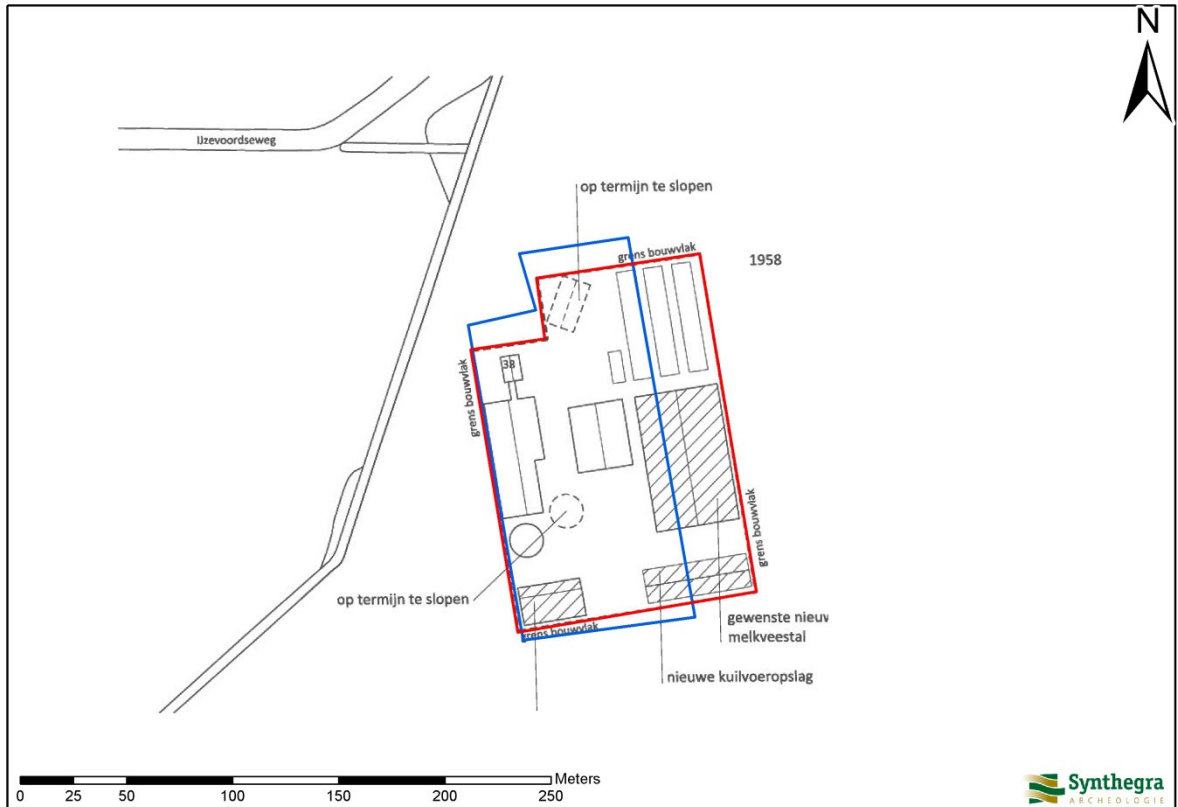 N
IJzevoordseweg
op termijn te slopen
grens bouwvlak
1958
grens bouwvlak
38
grens bouwvlak
op termijn te slopen
gewenste nieuv
melkveestal
grens bouwvlak
nieuwe kuilvoeropslag
Meters
0 25 50 100 150 200 250
Synthegra
ARCHEOLOGIE